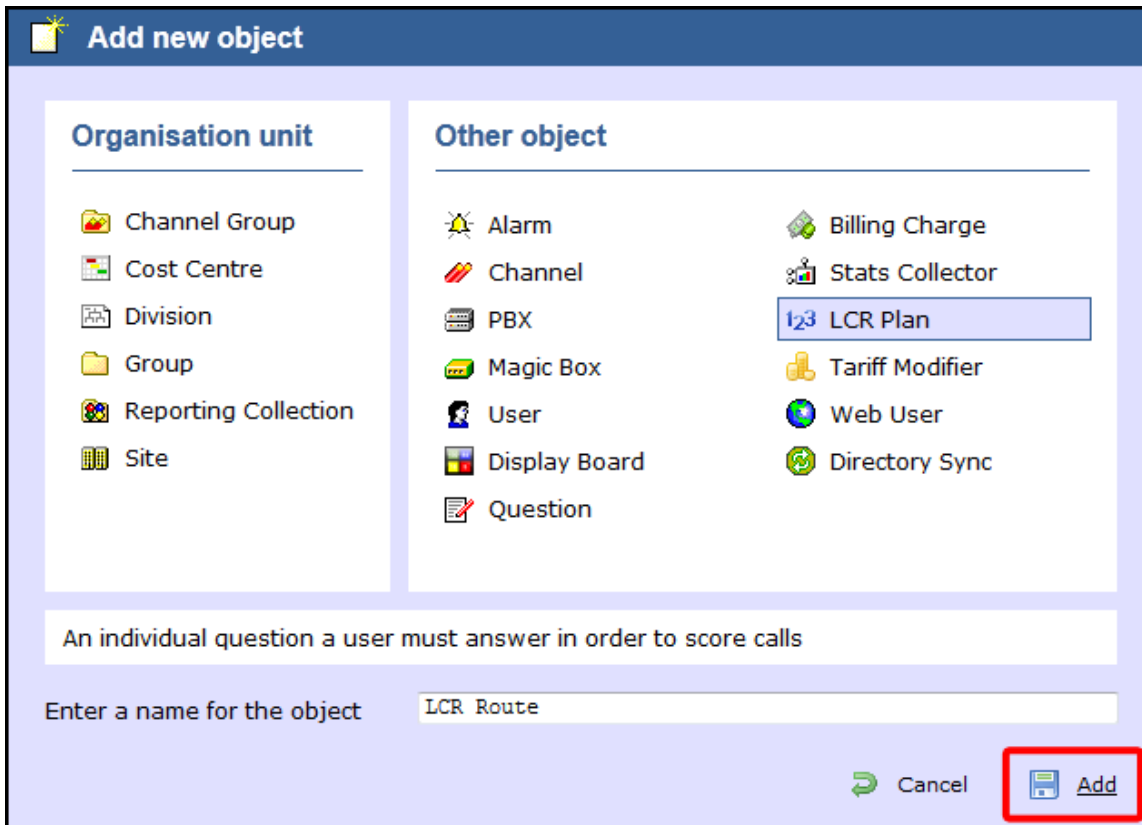 Add new object
Organisation unit
Channel Group
Cost Centre
Division
Group
Reporting Collection
Site
Other object
Alarm
Channel
PBX
Magic Box
User
Display Board
Question
Billing Charge
Stats Collector
123 LCR Plan
Tariff Modifier
Web User
Directory Sync
An individual question a user must answer in order to score calls
Enter a name for the object
LCR Route
Cancel
Add